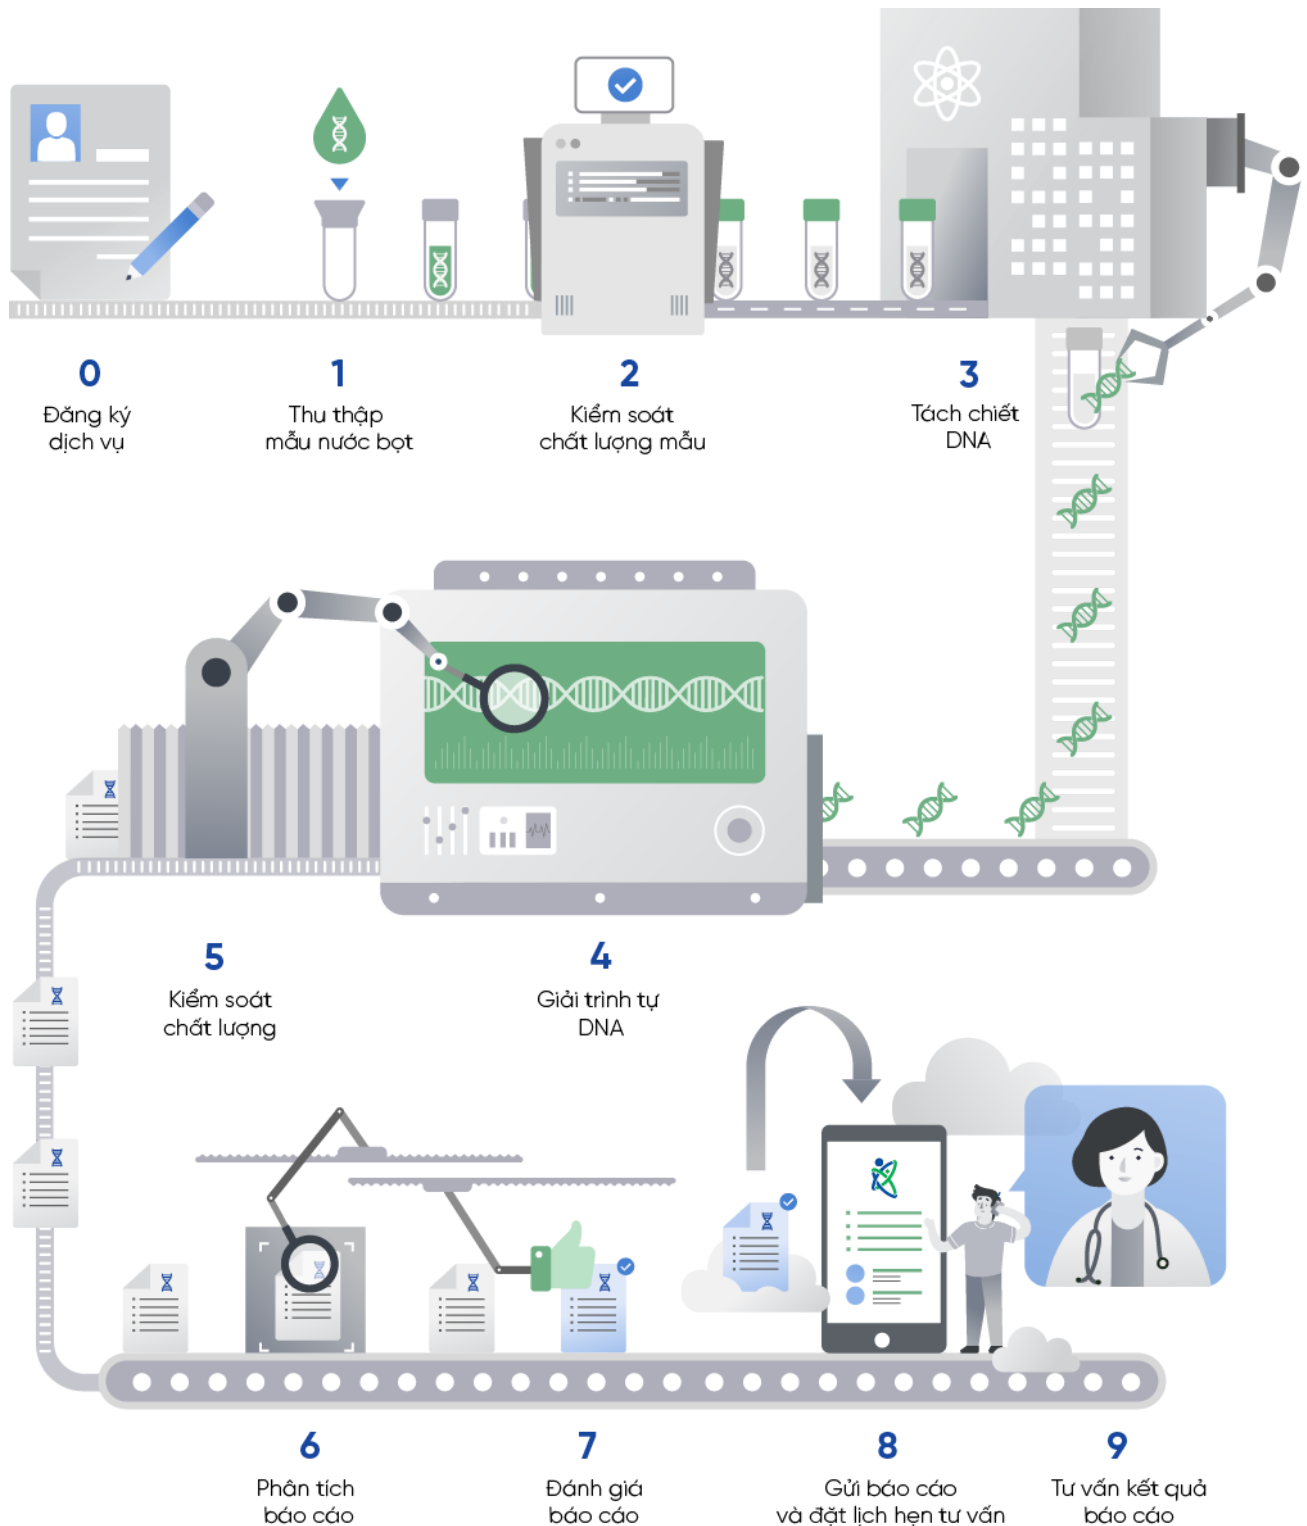 0
Đăng ký
dịch vụ
1
Thu thập
mẫu nước bọt
2
Kiểm soát
chất lượng mẫu
3
Tách chiết
DNA
5
Kiểm soát
chất lượng
4
Giải trình tự
DNA
6
Phân tích
báo cáo
7
Đánh giá
báo cáo
8
Gửi báo cáo
và đặt lịch hẹn tư vấn
9
Tư vấn kết quả
báo cáo